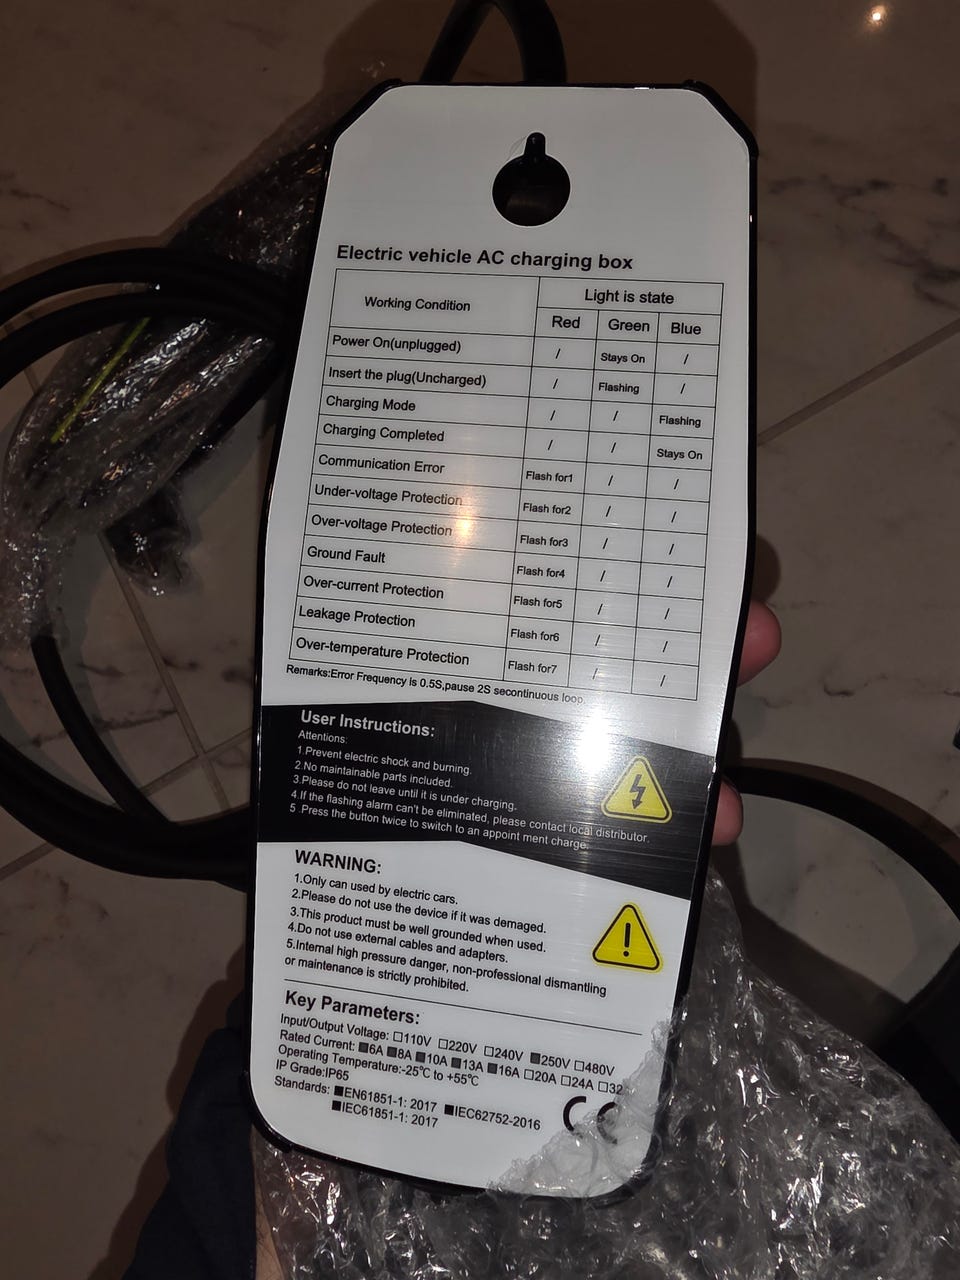 Electric vehicle AC charging box
Working Condition
Light is state
Red Green Blue
Power On(unplugged) / Stays On /
Insert the plug(Uncharged) / Flashing /
Charging Mode / / Flashing
Charging Completed / / Stays On
Communication Error Flash for1 / /
Under-voltage Protection Flash for2 / /
Over-voltage Protection Flash for3 / /
Ground Fault Flash for4 / /
Over-current Protection Flash for5 / /
Leakage Protection Flash for6 / /
Over-temperature Protection Flash for7 / /
Remarks:Error Frequency is 0.5S,pause 2S secontinuous loop.
User Instructions:
Attentions:
1.Prevent electric shock and burning.
2.No maintainable parts included.
3.Please do not leave until it is under charging.
4.If the flashing alarm can't be eliminated, please contact local distributor.
5 .Press the button twice to switch to an appoint ment charge.
WARNING:
1.Only can used by electric cars.
2.Please do not use the device if it was damaged.
3.This product must be well grounded when used.
4.Do not use external cables and adapters.
5.Internal high pressure danger, non-professional dismantling
or maintenance is strictly prohibited.
Key Parameters:
Input/Output Voltage: □110V □220V □240V ■250V □480V
Rated Current: ■6A ■8A ■10A ■13A ■16A □20A □24A □32
Operating Temperature:-25℃ to +55℃
IP Grade:IP65
Standards: ■EN61851-1: 2017 ■IEC62752-2016
■IEC61851-1: 2017
CE